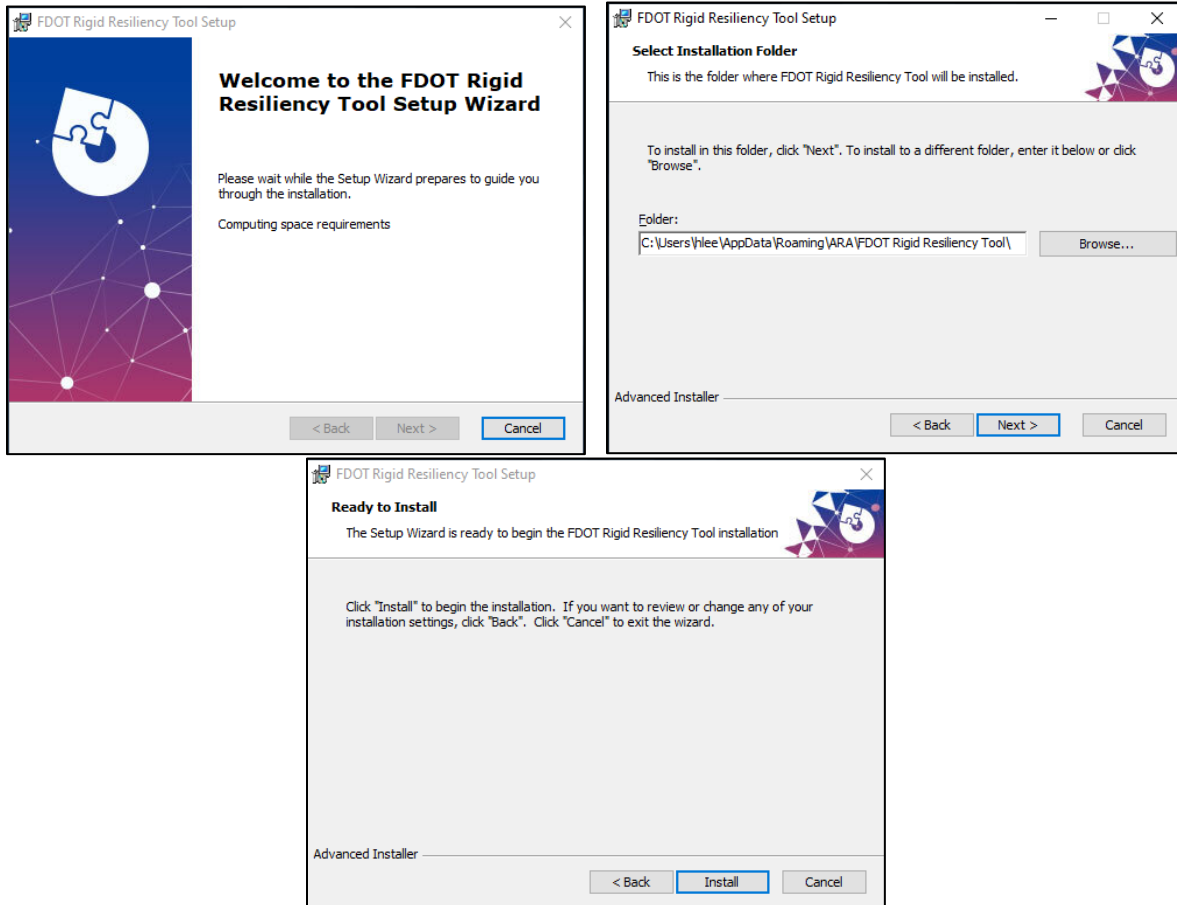 FDOT Rigid Resiliency Tool Setup
Welcome to the FDOT Rigid
Resiliency Tool Setup Wizard
Please wait while the Setup Wizard prepares to guide you
through the installation.
Computing space requirements
< Back Next > Cancel
FDOT Rigid Resiliency Tool Setup
Select Installation Folder
This is the folder where FDOT Rigid Resiliency Tool will be installed.
To install in this folder, click "Next". To install to a different folder, enter it below or click
"Browse".
Folder:
C:\Users\hlee\AppData\Roaming\ARA\FDOT Rigid Resiliency Tool\ Browse...
Advanced Installer
< Back Next > Cancel
FDOT Rigid Resiliency Tool Setup
Ready to Install
The Setup Wizard is ready to begin the FDOT Rigid Resiliency Tool installation
Click "Install" to begin the installation. If you want to review or change any of your
installation settings, click "Back". Click "Cancel" to exit the wizard.
Advanced Installer
< Back Install Cancel